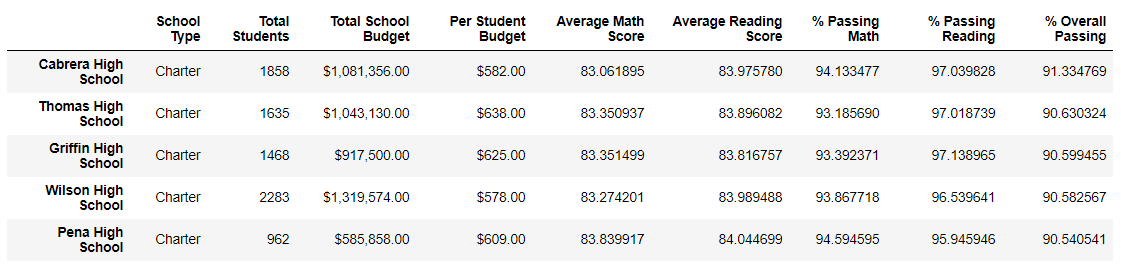 School Type Total Students Total School Budget Per Student Budget Average Math Score Average Reading Score % Passing Math % Passing Reading % Overall Passing
Cabrera High School Charter 1858 $1,081,356.00 $582.00 83.061895 83.975780 94.133477 97.039828 91.334769
Thomas High School Charter 1635 $1,043,130.00 $638.00 83.350937 83.896082 93.185690 97.018739 90.630324
Griffin High School Charter 1468 $917,500.00 $625.00 83.351499 83.816757 93.392371 97.138965 90.599455
Wilson High School Charter 2283 $1,319,574.00 $578.00 83.274201 83.989488 93.867718 96.539641 90.582567
Pena High School Charter 962 $585,858.00 $609.00 83.839917 84.044699 94.594595 95.945946 90.540541